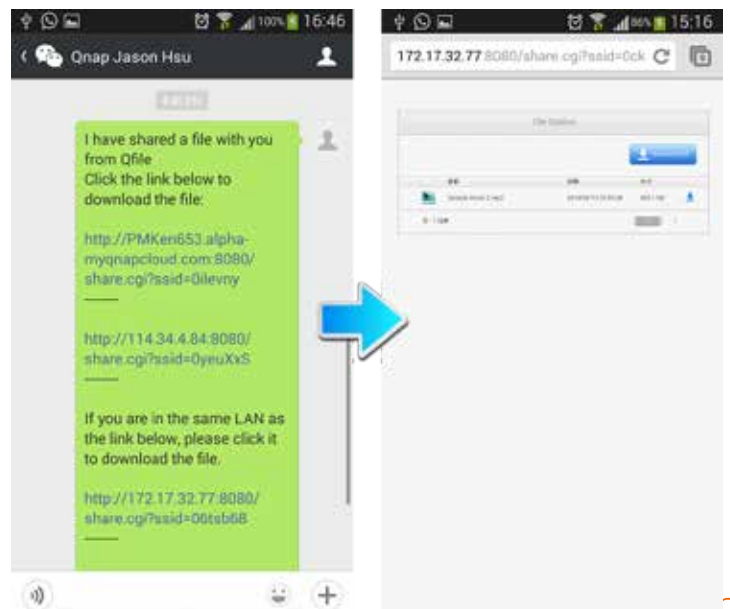 100% 16:46
Qnap Jason Hsu
I have shared a file with you
from Qfile
Click the link below to
download the file:
http://PMKen653.alpha-
myqnapcloud.com:8080/
share.cgi?ssid=0ilevny
http://114.34.4.84:8080/
share.cgi?ssid=0yeuXxS
If you are in the same LAN as
the link below, please click it
to download the file.
http://172.17.32.77:8080/
share.cgi?ssid=06tsb68
86% 15:16
172.17.32.77:8080/share.cgi?ssid=0ck
File Station